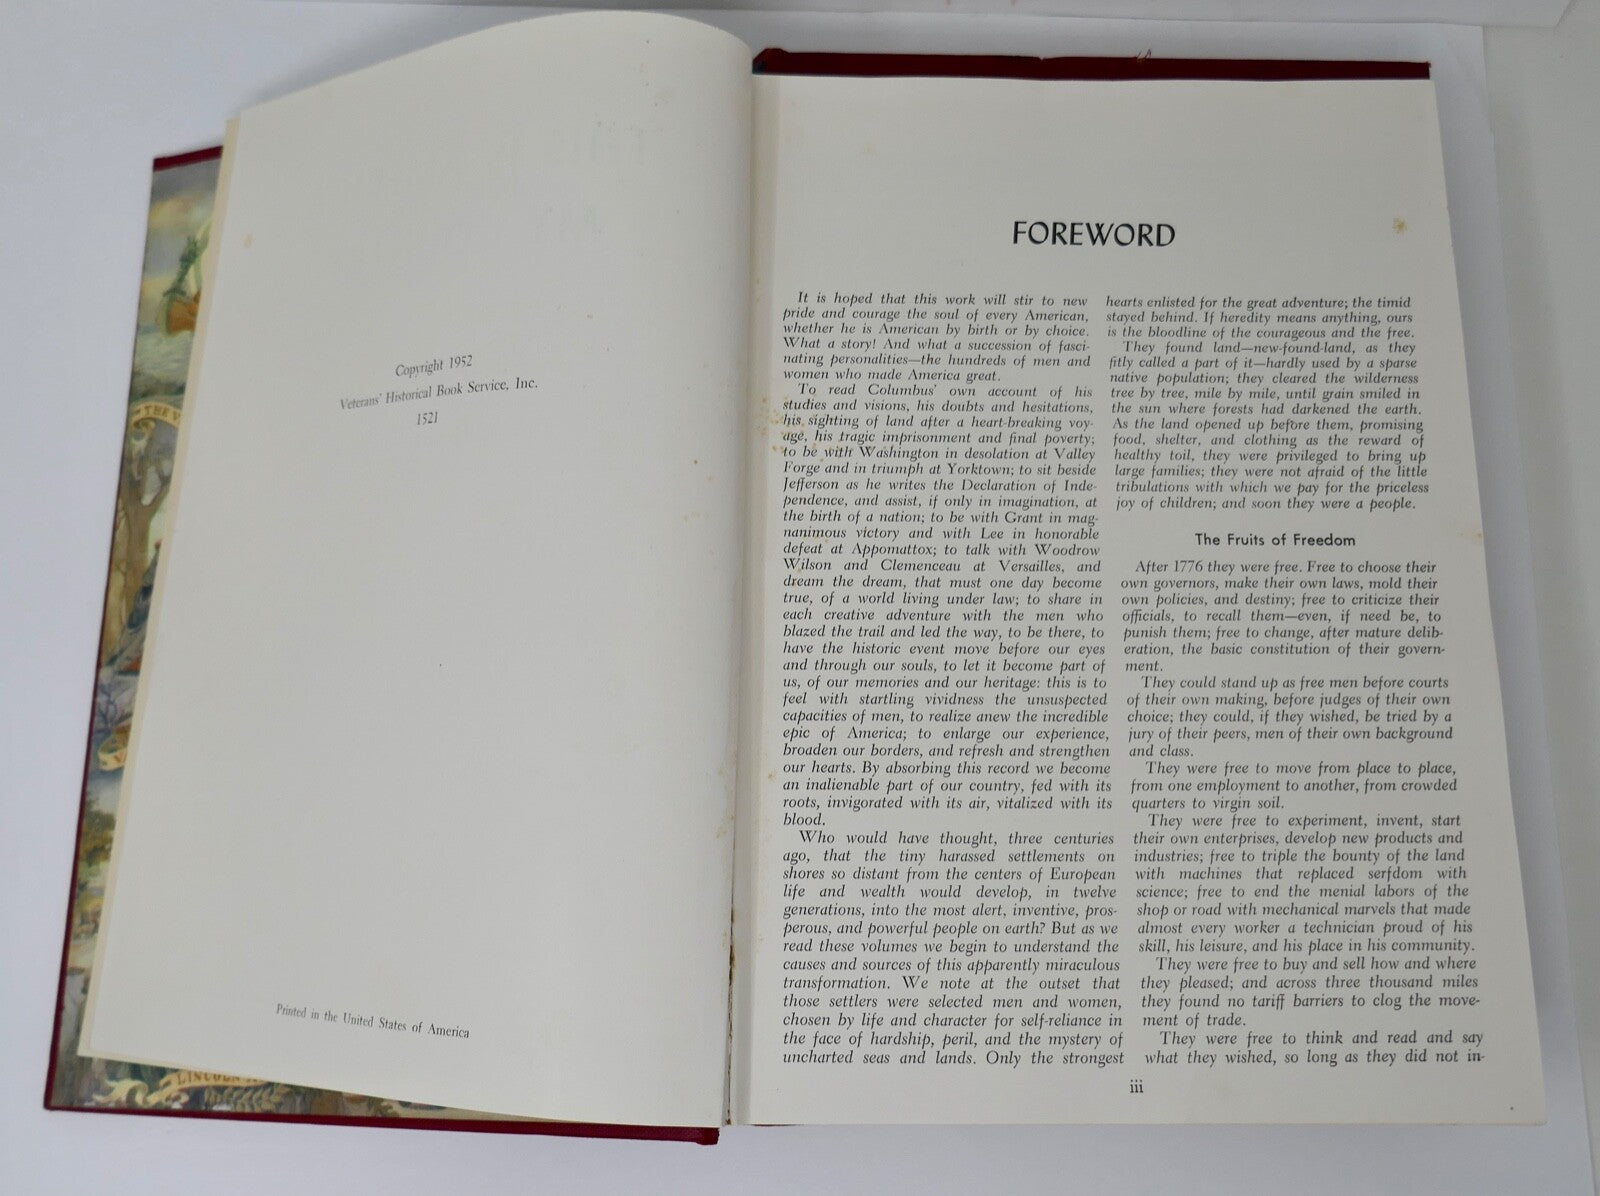 Copyright 1952
Veterans' Historical Book Service, Inc.
1521
Printed in the United States of America
THE V
LINCOLN
FOREWORD
It is hoped that this work will stir to new
pride and courage the soul of every American,
whether he is American by birth or by choice.
What a story! And what a succession of fasci-
nating personalities—the hundreds of men and
women who made America great.
To read Columbus' own account of his
studies and visions, his doubts and hesitations,
his sighting of land after a heart-breaking voy-
age, his tragic imprisonment and final poverty;
to be with Washington in desolation at Valley
Forge and in triumph at Yorktown; to sit beside
Jefferson as he writes the Declaration of Inde-
pendence, and assist, if only in imagination, at
the birth of a nation; to be with Grant in mag-
nanimous victory and with Lee in honorable
defeat at Appomattox; to talk with Woodrow
Wilson and Clemenceau at Versailles, and
dream the dream, that must one day become
true, of a world living under law; to share in
each creative adventure with the men who
blazed the trail and led the way, to be there, to
have the historic event move before our eyes
and through our souls, to let it become part of
us, of our memories and our heritage: this is to
feel with startling vividness the unsuspected
capacities of men, to realize anew the incredible
epic of America; to enlarge our experience,
broaden our borders, and refresh and strengthen
our hearts. By absorbing this record we become
an inalienable part of our country, fed with its
roots, invigorated with its air, vitalized with its
blood.
Who would have thought, three centuries
ago, that the tiny harassed settlements on
shores so distant from the centers of European
life and wealth would develop, in twelve
generations, into the most alert, inventive, pros-
perous, and powerful people on earth? But as we
read these volumes we begin to understand the
causes and sources of this apparently miraculous
transformation. We note at the outset that
those settlers were selected men and women,
chosen by life and character for self-reliance in
the face of hardship, peril, and the mystery of
uncharted seas and lands. Only the strongest
hearts enlisted for the great adventure; the timid
stayed behind. If heredity means anything, ours
is the bloodline of the courageous and the free.
They found land—new-found-land, as they
fitly called a part of it—hardly used by a sparse
native population; they cleared the wilderness
tree by tree, mile by mile, until grain smiled in
the sun where forests had darkened the earth.
As the land opened up before them, promising
food, shelter, and clothing as the reward of
healthy toil, they were privileged to bring up
large families; they were not afraid of the little
tribulations with which we pay for the priceless
joy of children; and soon they were a people.
The Fruits of Freedom
After 1776 they were free. Free to choose their
own governors, make their own laws, mold their
own policies, and destiny; free to criticize their
officials, to recall them—even, if need be, to
punish them; free to change, after mature delib-
eration, the basic constitution of their govern-
ment.
They could stand up as free men before courts
of their own making, before judges of their own
choice; they could, if they wished, be tried by a
jury of their peers, men of their own background
and class.
They were free to move from place to place,
from one employment to another, from crowded
quarters to virgin soil.
They were free to experiment, invent, start
their own enterprises, develop new products and
industries; free to triple the bounty of the land
with machines that replaced serfdom with
science; free to end the menial labors of the
shop or road with mechanical marvels that made
almost every worker a technician proud of his
skill, his leisure, and his place in his community.
They were free to buy and sell how and where
they pleased; and across three thousand miles
they found no tariff barriers to clog the move-
ment of trade.
They were free to think and read and say
what they wished, so long as they did not in-
iii